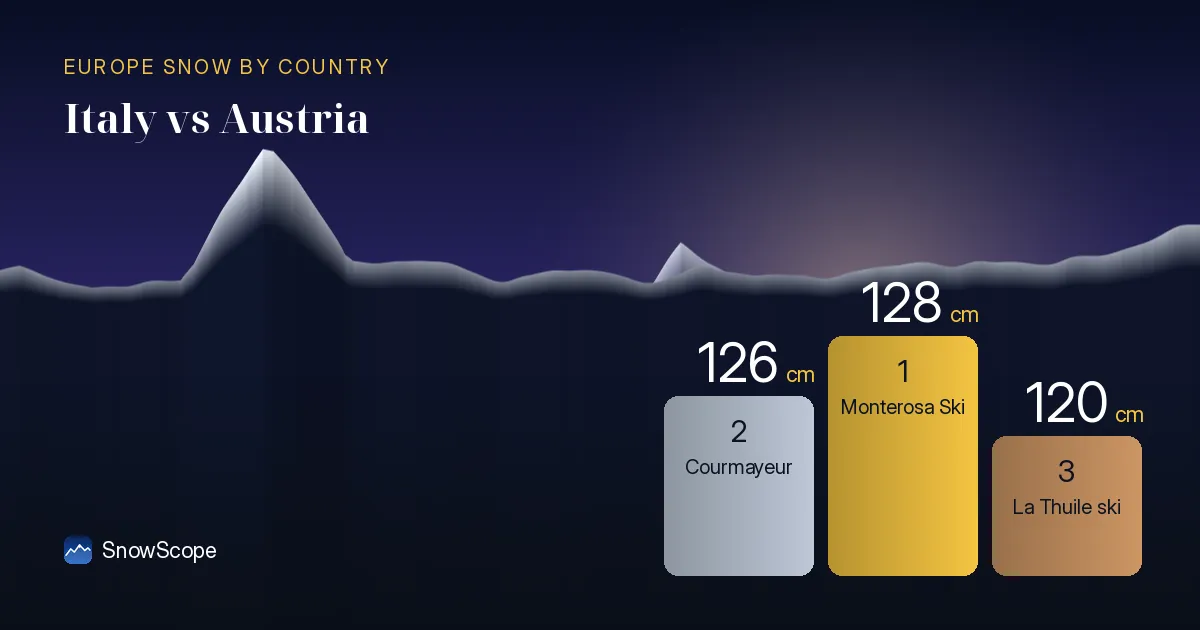 EUROPE SNOW BY COUNTRY
Italy vs Austria
126 cm
2
Courmayeur
128 cm
1
Monterosa Ski
120 cm
3
La Thuile ski
SnowScope